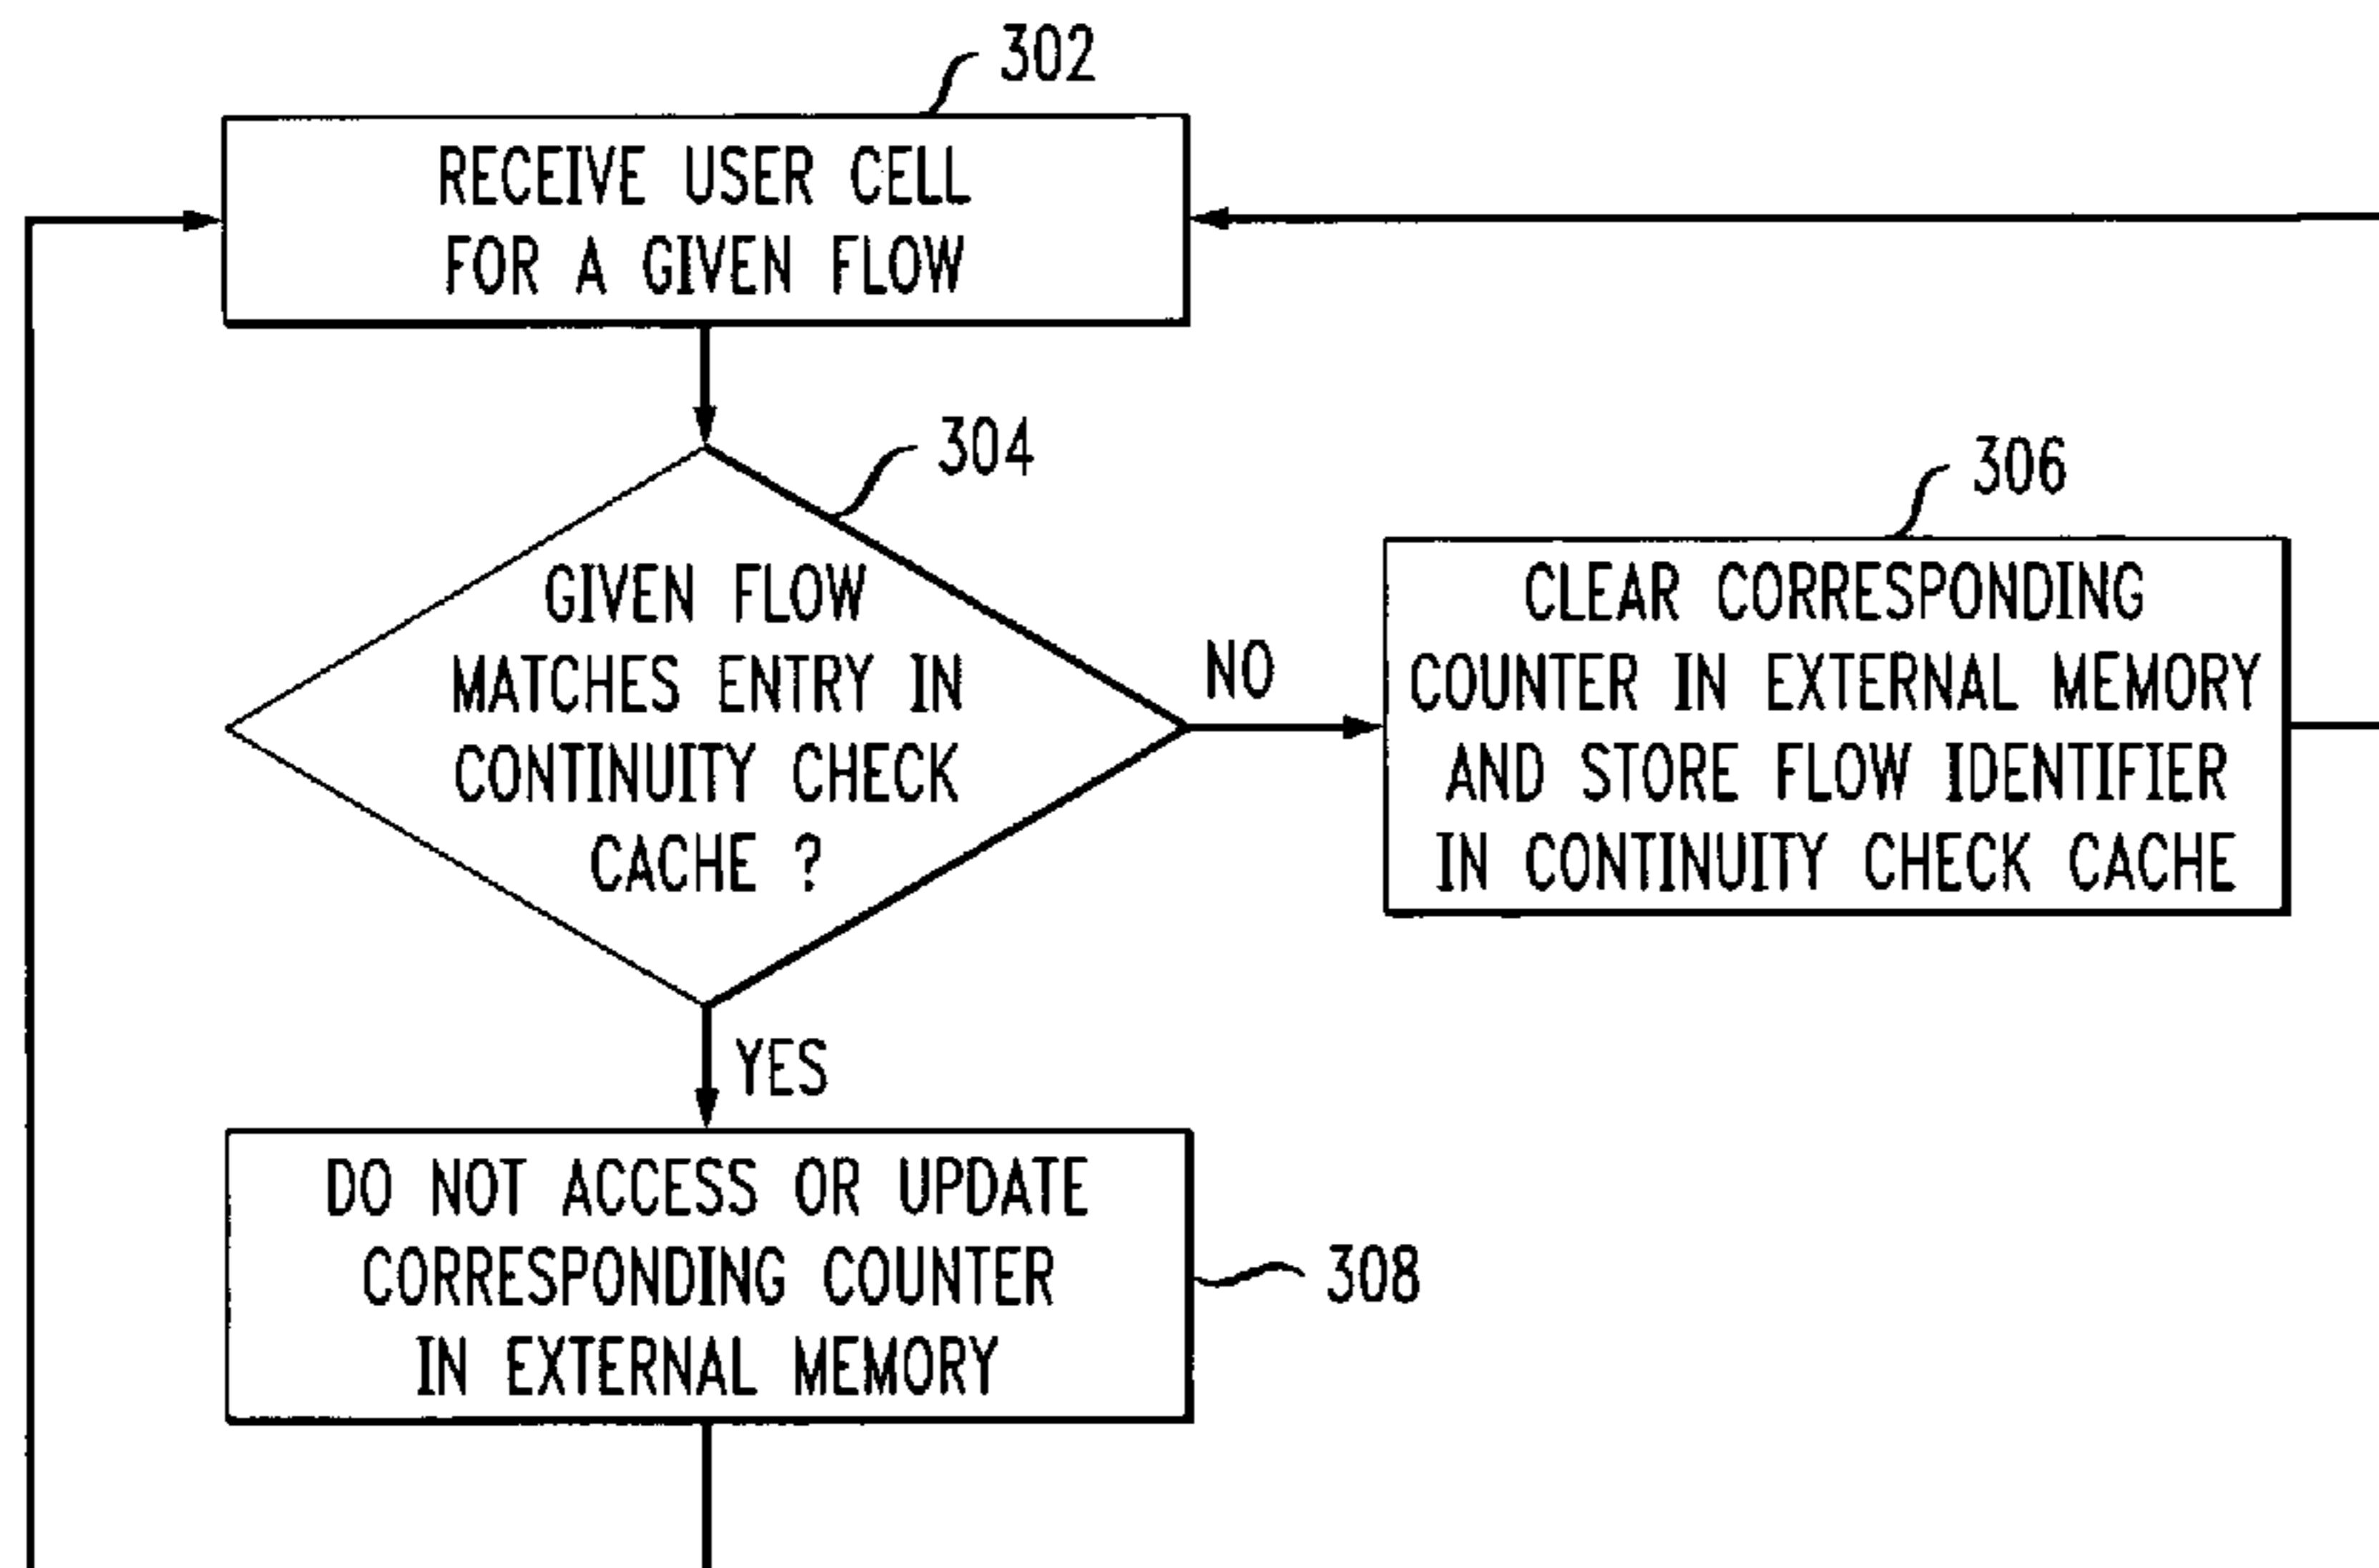 302
RECEIVE USER CELL
FOR A GIVEN FLOW
304
GIVEN FLOW
MATCHES ENTRY IN
CONTINUITY CHECK
CACHE ?
NO
306
CLEAR CORRESPONDING
COUNTER IN EXTERNAL MEMORY
AND STORE FLOW IDENTIFIER
IN CONTINUITY CHECK CACHE
YES
DO NOT ACCESS OR UPDATE
CORRESPONDING COUNTER
IN EXTERNAL MEMORY
308